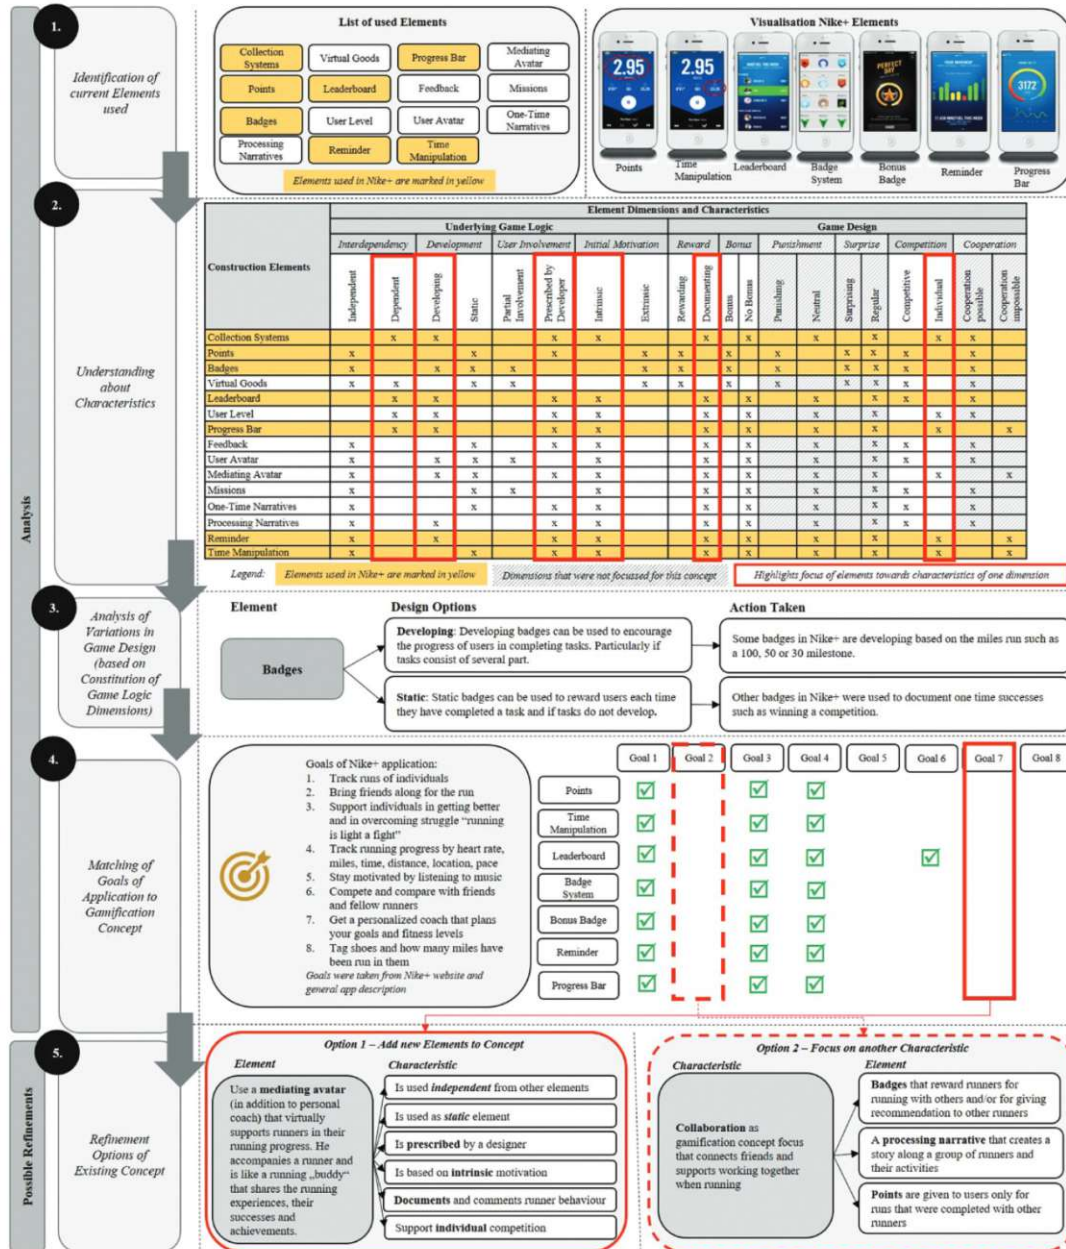 1.
Identification of
current Elements
used
List of used Elements
Collection
Systems
Virtual Goods
Progress Bar
Mediating
Avatar
Points
Leaderboard
Feedback
Missions
Badges
User Level
User Avatar
One-Time
Narratives
Processing
Narratives
Reminder
Time
Manipulation
Elements used in Nike+ are marked in yellow
Visualisation Nike+ Elements
2.95
2.95
PERFECT
DAY
3172
Points
Time
Manipulation
Leaderboard
Badge
System
Bonus
Badge
Reminder
Progress
Bar
Analysis
2.
Understanding
about
Characteristics
Element Dimensions and Characteristics
Underlying Game Logic
Game Design
Construction Elements
Interdependency
Development
User Involvement
Initial Motivation
Reward
Bonus
Punishment
Surprise
Competition
Cooperation
Independent
Dependent
Developing
Static
Partial
Involvement
Prescribed by
Developer
Intrinsic
Extrinsic
Rewarding
Documenting
Bonus
No Bonus
Punishing
Neutral
Surprising
Regular
Competitive
Individual
Cooperation
possible
Cooperation
impossible
Collection Systems x x x x x x x x x x
Points x x x x x x x x x x x
Badges x x x x x x x x x x x x
Virtual Goods x x x x x x x x x x x x
Leaderboard x x x x x x x x x x
User Level x x x x x x x x x x
Progress Bar x x x x x x x x x x
Feedback x x x x x x x x x x
User Avatar x x x x x x x x x x x
Mediating Avatar x x x x x x x x x x x
Missions x x x x x x x x x x
One-Time Narratives x x x x x x x x x x
Processing Narratives x x x x x x x x x x
Reminder x x x x x x x x x x
Time Manipulation x x x x x x x x x x
Legend:
Elements used in Nike+ are marked in yellow
Dimensions that were not focussed for this concept
Highlights focus of elements towards characteristics of one dimension
3.
Analysis of
Variations in
Game Design
(based on
Constitution of
Game Logic
Dimensions)
Element
Design Options
Action Taken
Badges
Developing: Developing badges can be used to encourage
the progress of users in completing tasks. Particularly if
tasks consist of several part.
Some badges in Nike+ are developing based on the miles run such as
a 100, 50 or 30 milestone.
Static: Static badges can be used to reward users each time
they have completed a task and if tasks do not develop.
Other badges in Nike+ were used to document one time successes
such as winning a competition.
4.
Matching of
Goals of
Application to
Gamification
Concept
Goals of Nike+ application:
1. Track runs of individuals
2. Bring friends along for the run
3. Support individuals in getting better
and in overcoming struggle “running
is light a fight”
4. Track running progress by heart rate,
miles, time, distance, location, pace
5. Stay motivated by listening to music
6. Compete and compare with friends
and fellow runners
7. Get a personalized coach that plans
your goals and fitness levels
8. Tag shoes and how many miles have
been run in them
Goals were taken from Nike+ website and
general app description
Goal 1
Goal 2
Goal 3
Goal 4
Goal 5
Goal 6
Goal 7
Goal 8
Points
Time
Manipulation
Leaderboard
Badge
System
Bonus Badge
Reminder
Progress Bar
Possible Refinements
5.
Refinement
Options of
Existing Concept
Option 1 – Add new Elements to Concept
Element
Characteristic
Use a mediating avatar
(in addition to personal
coach) that virtually
supports runners in their
running progress. He
accompanies a runner and
is like a running „buddy“
that shares the running
experiences, their
successes and
achievements.
Is used independent from other elements
Is used as static element
Is prescribed by a designer
Is based on intrinsic motivation
Documents and comments runner behaviour
Support individual competition
Option 2 – Focus on another Characteristic
Characteristic
Element
Collaboration as
gamification concept focus
that connects friends and
supports working together
when running
Badges that reward runners for
running with others and/or for giving
recommendation to other runners
A processing narrative that creates a
story along a group of runners and
their activities
Points are given to users only for
runs that were completed with other
runners